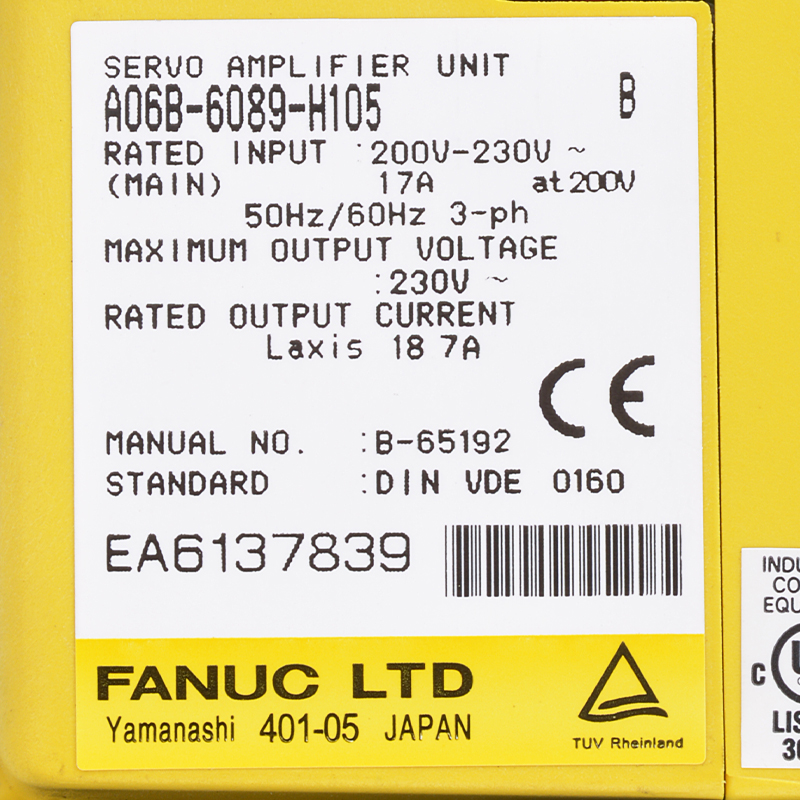 SERVO AMPLIFIER UNIT
A06B-6089-H105 B
RATED INPUT :200V-230V ~
(MAIN) 17A at 200V
50Hz/60Hz 3-ph
MAXIMUM OUTPUT VOLTAGE
:230V ~
RATED OUTPUT CURRENT
Laxis 18 7A
CE
MANUAL NO. :B-65192
STANDARD :DIN VDE 0160
EA6137839
FANUC LTD
Yamanashi 401-05 JAPAN
TUV Rheinland
C